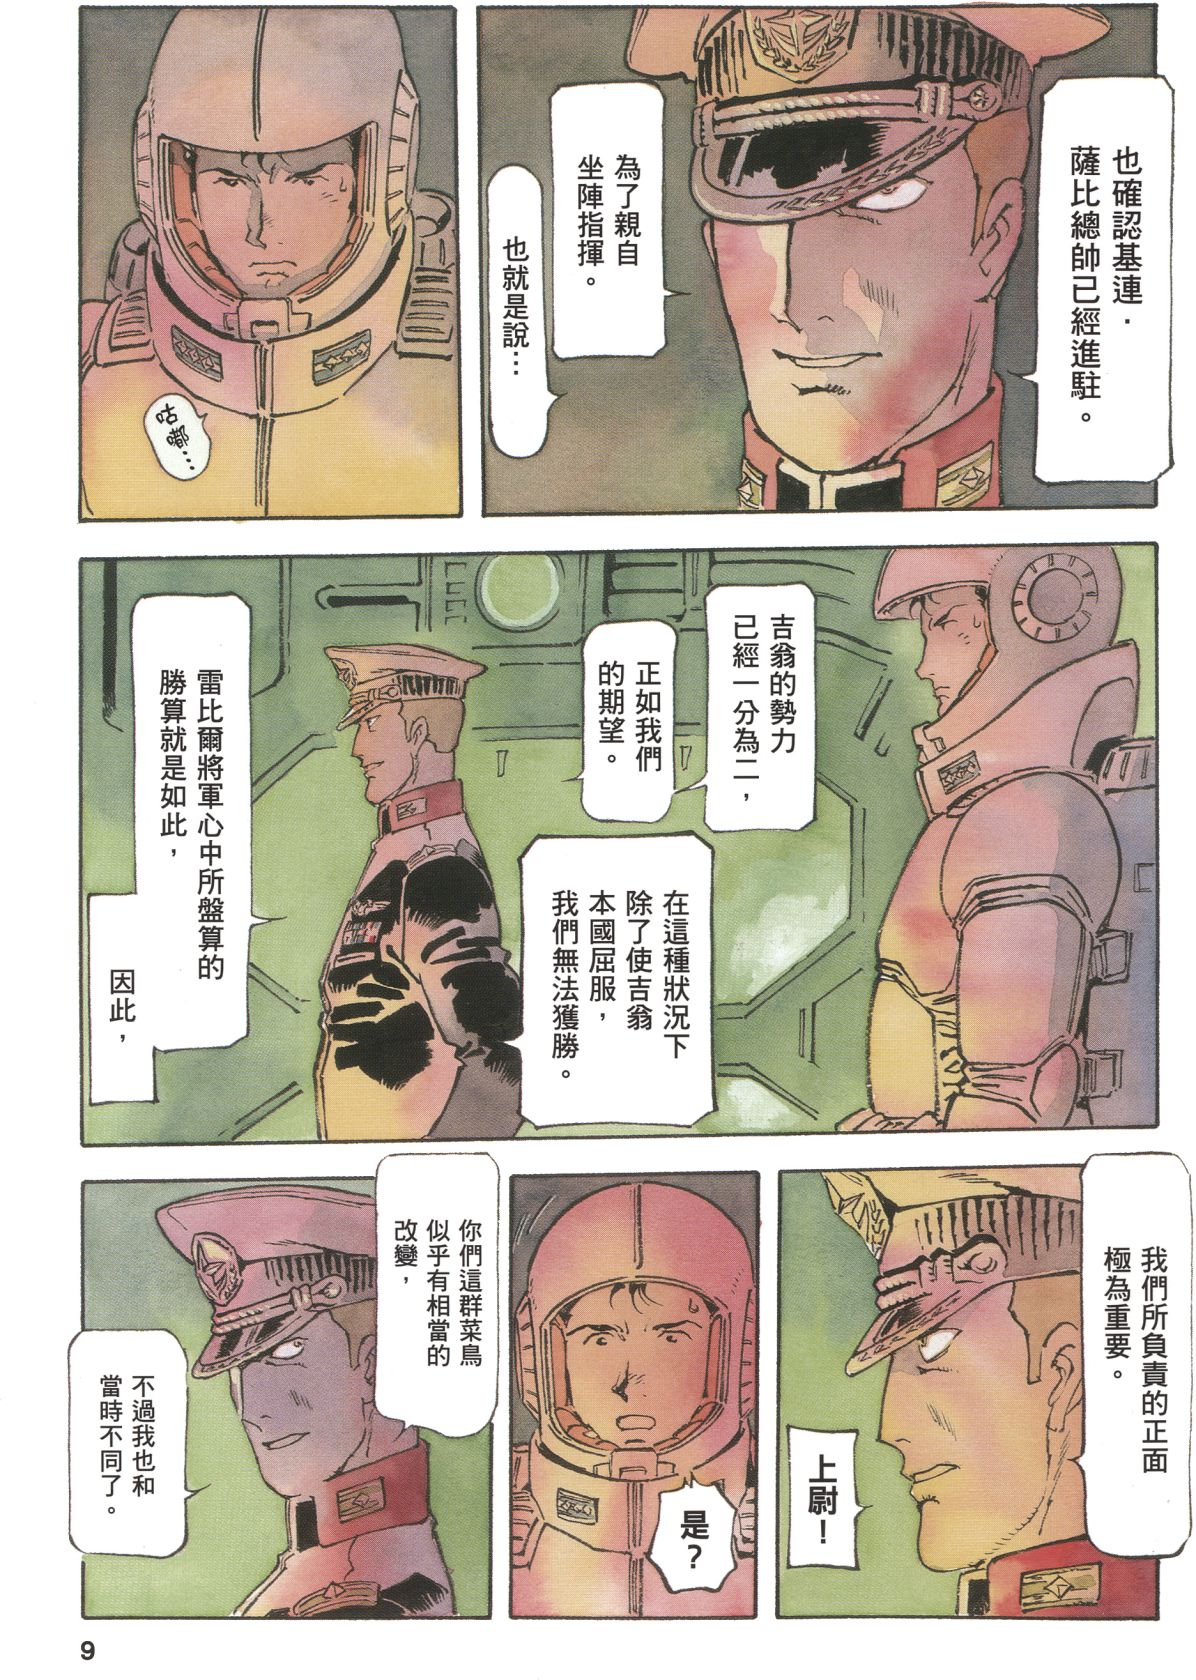 也確認基連．
薩比總帥已經進駐。
為了親自
坐陣指揮。
也就是說…
咕嘟…
吉翁的勢力
已經一分為二，
正如我們
的期望。
在這種狀況下
除了使吉翁
本國屈服，
我們無法獲勝。
雷比爾將軍心中所盤算的
勝算就是如此，
因此，
我們所負責的正面
極為重要。
上尉！
是？
你們這群菜鳥
似乎有相當的
改變，
不過我也和
當時不同了。
9